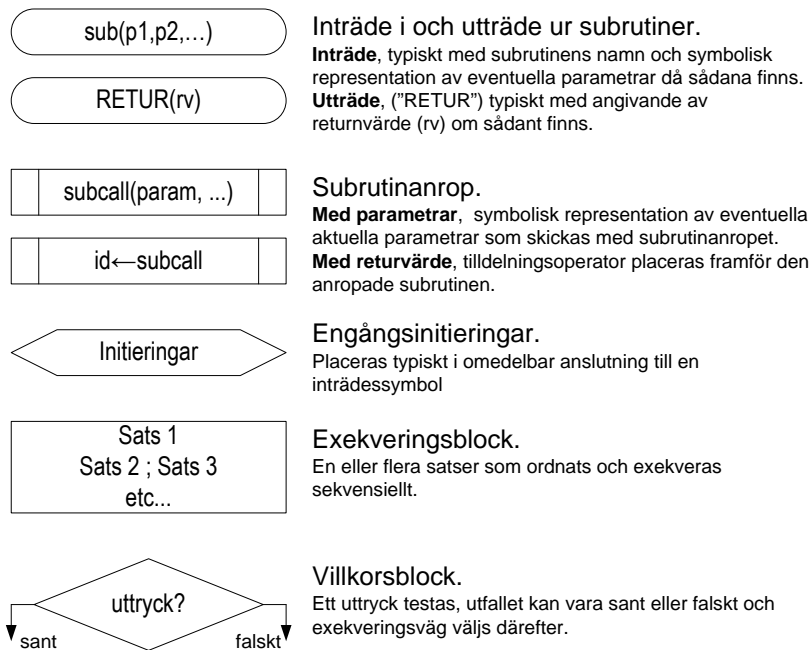 sub(p1,p2,…)
Inträde i och utträde ur subrutiner.
Inträde, typiskt med subrutinens namn och symbolisk
representation av eventuella parametrar då sådana finns.
RETUR(rv)
Utträde, ("RETUR") typiskt med angivande av
returnvärde (rv) om sådant finns.
subcall(param, ...)
Subrutinanrop.
Med parametrar, symbolisk representation av eventuella
aktuella parametrar som skickas med subrutinanropet.
id←subcall
Med returvärde, tilldelningsoperator placeras framför den
anropade subrutinen.
Initieringar
Engångsinitieringar.
Placeras typiskt i omedelbar anslutning till en
inträdessymbol
Sats 1
Sats 2 ; Sats 3
etc...
Exekveringsblock.
En eller flera satser som ordnats och exekveras
sekvensiellt.
uttryck?
sant
falskt
Villkorsblock.
Ett uttryck testas, utfallet kan vara sant eller falskt och
exekveringsväg väljs därefter.